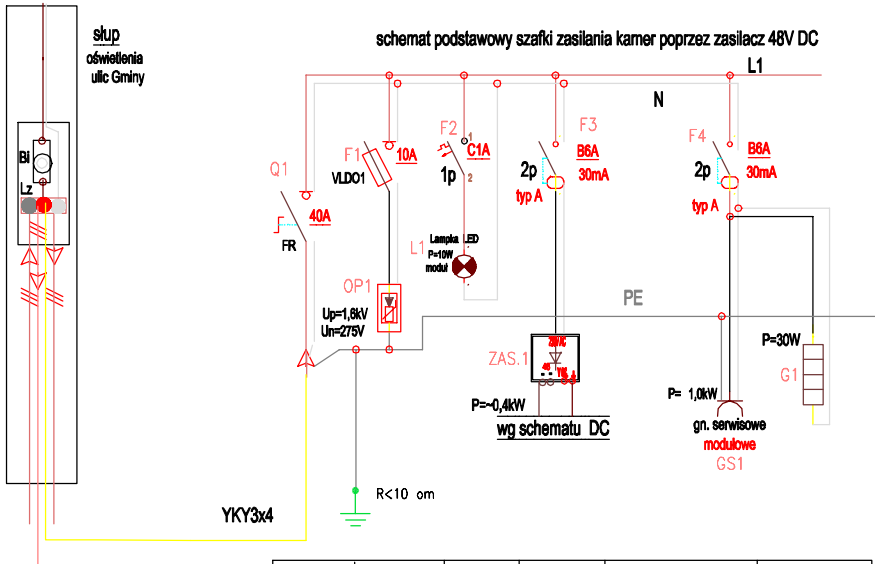 słup
oświetlenia
ulic Gminy
schemat podstawowy szafki zasilania kamer poprzez zasilacz 48V DC
L1
N
Bi
Lz
Q1
40A
FR
F1
10A
VLDO1
F2
1
C1A
1p
2
F3
B6A
2p
30mA
typ A
F4
B6A
2p
30mA
typ A
Lampka LED
P=10W
moduł
L1
OP1
Up=1,6kV
Un=275V
PE
ZAS.1
P=~0,4kW
wg schematu DC
P= 1,0kW
gn. serwisowe
modułowe
GS1
P=30W
G1
R<10 om
YKY3x4